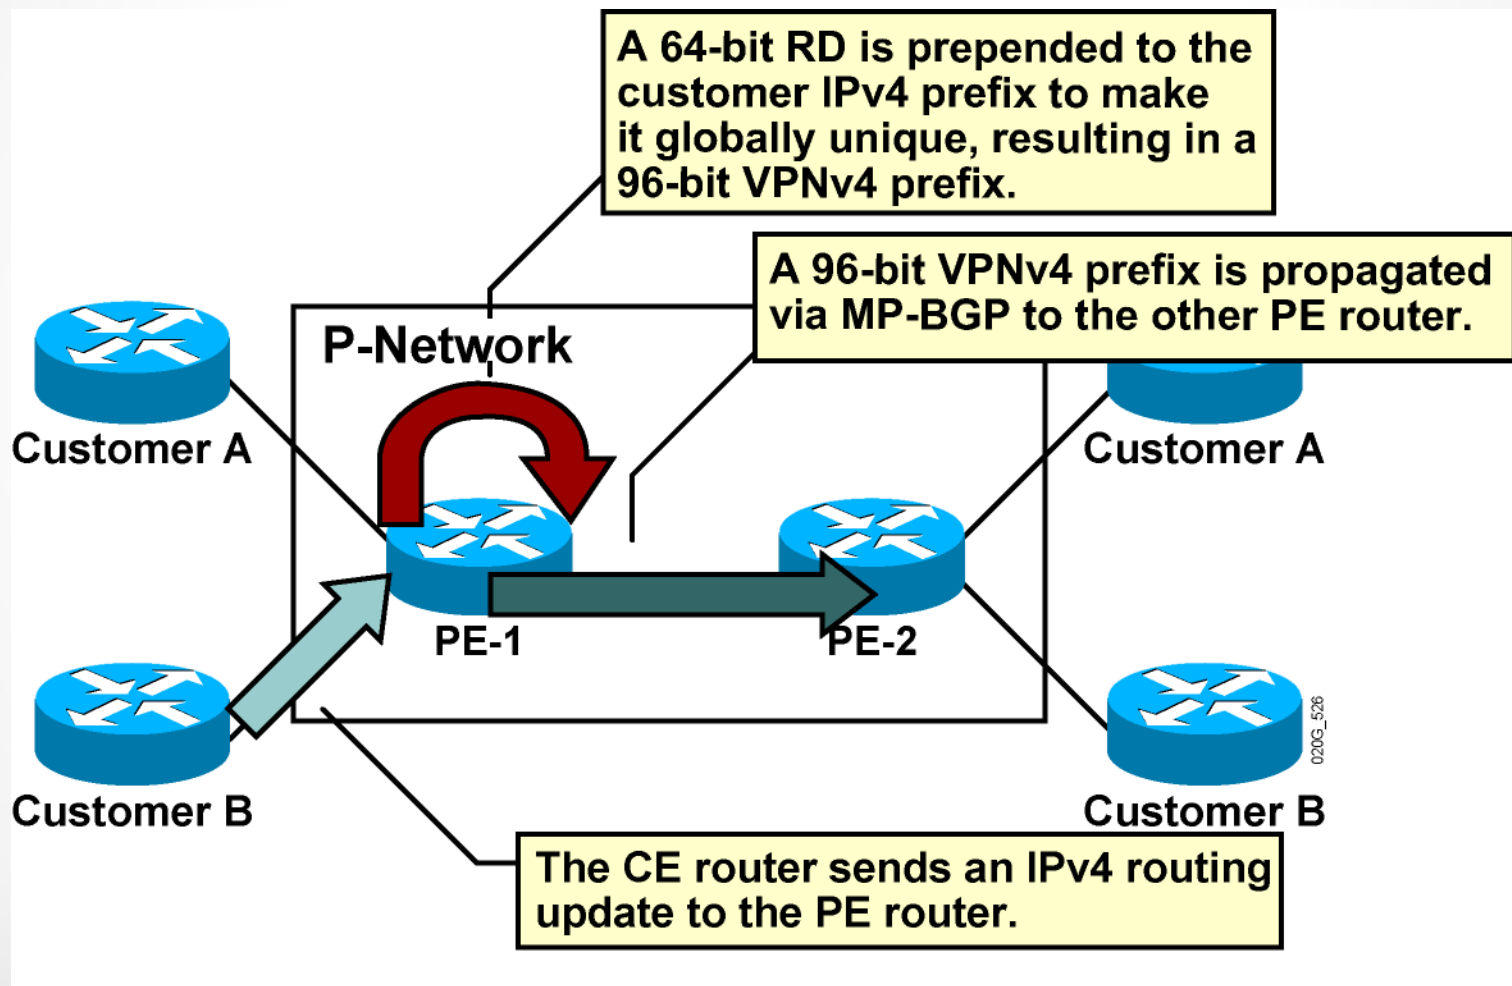 A 64-bit RD is prepended to the
customer IPv4 prefix to make
it globally unique, resulting in a
96-bit VPNv4 prefix.
A 96-bit VPNv4 prefix is propagated
via MP-BGP to the other PE router.
P-Network
Customer A
Customer A
PE-1
PE-2
Customer B
Customer B
020G_526
The CE router sends an IPv4 routing
update to the PE router.